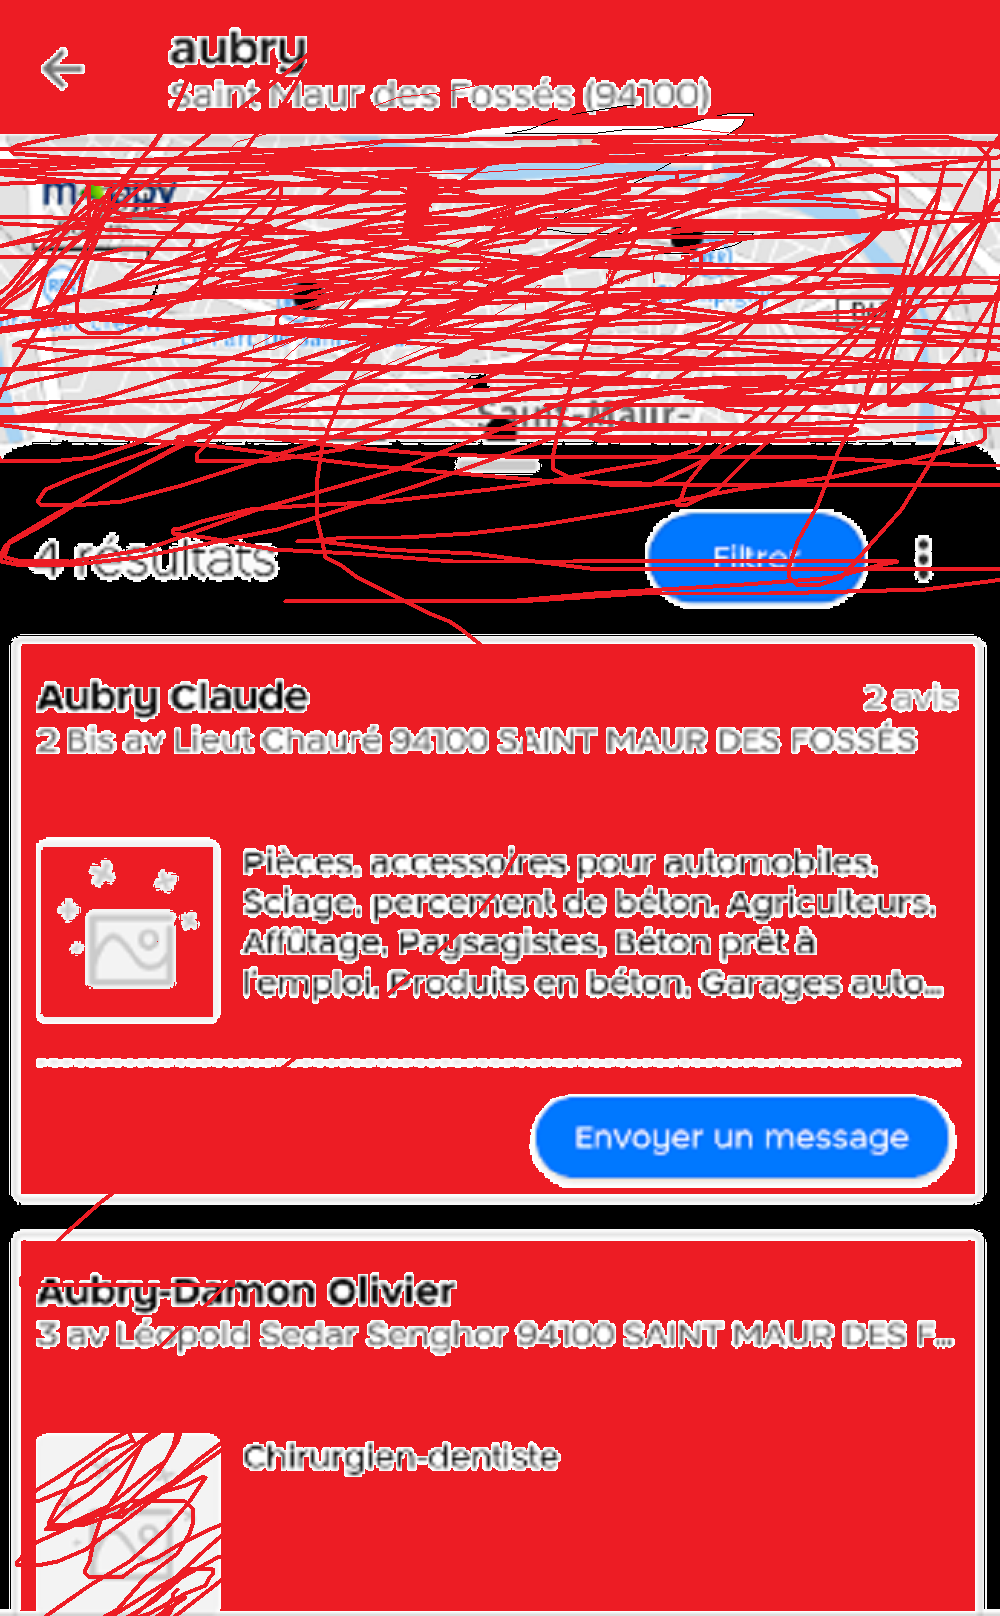 aubry
Saint Maur des Fossés (94100)
Saint-Maur-
4 résultats
Filtrer
Aubry Claude
2 avis
2 Bis av Lieut Chauré 94100 SAINT MAUR DES FOSSÉS
Pièces, accessoires pour automobiles,
Sciage, percement de béton, Agriculteurs,
Affûtage, Paysagistes, Béton prêt à
l'emploi, Produits en béton, Garages auto...
Envoyer un message
Aubry-Damon Olivier
3 av Léopold Sedar Senghor 94100 SAINT MAUR DES F...
Chirurgien-dentiste